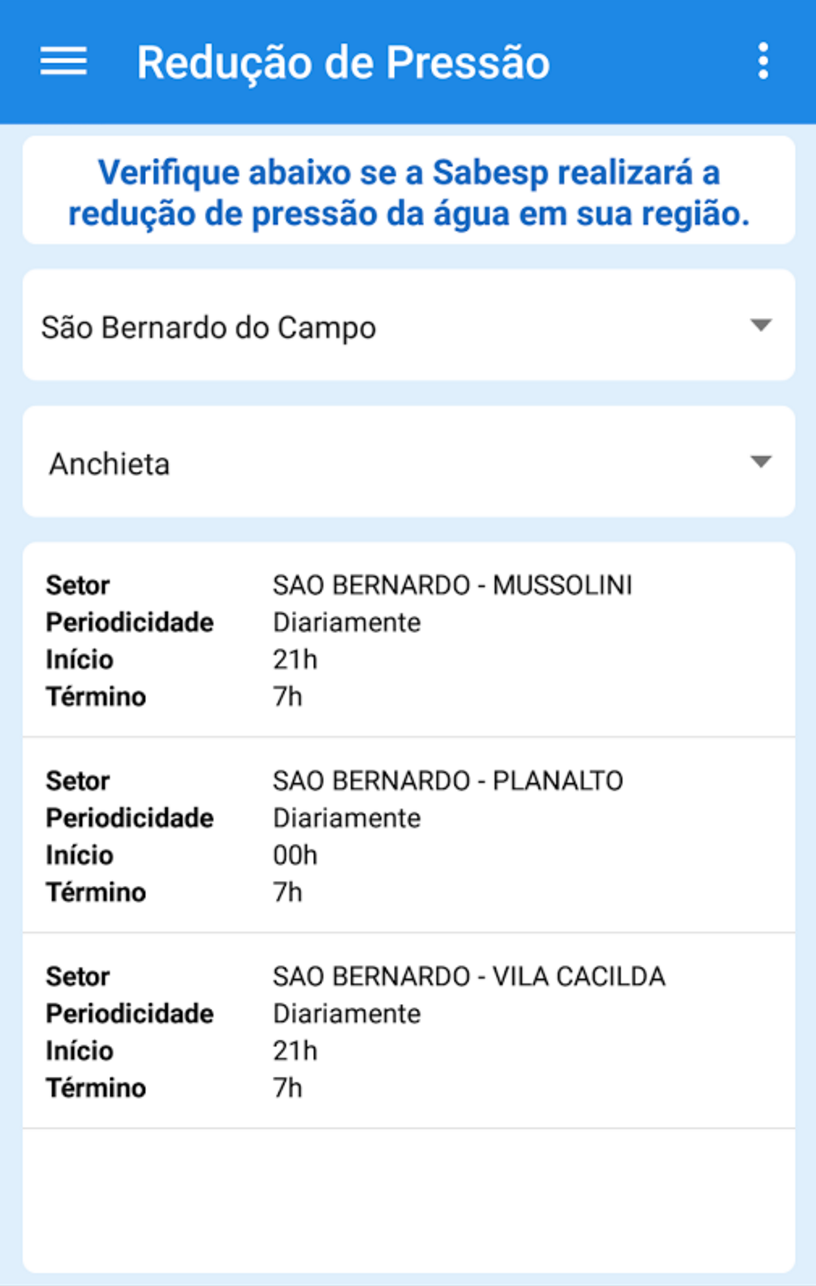 Redução de Pressão
Verifique abaixo se a Sabesp realizará a
redução de pressão da água em sua região.
São Bernardo do Campo
Anchieta
Setor SAO BERNARDO - MUSSOLINI
Periodicidade Diariamente
Início 21h
Término 7h
Setor SAO BERNARDO - PLANALTO
Periodicidade Diariamente
Início 00h
Término 7h
Setor SAO BERNARDO - VILA CACILDA
Periodicidade Diariamente
Início 21h
Término 7h